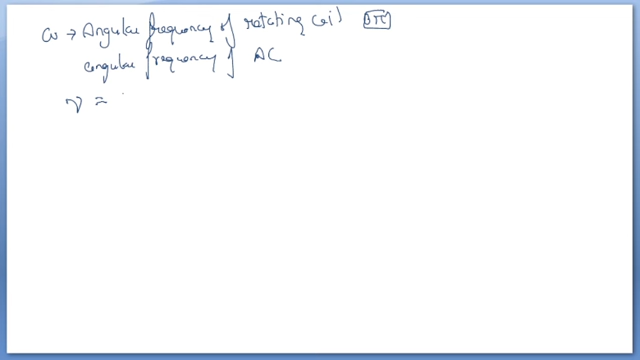 ω → Angular frequency of rotating coil
angular frequency of AC
ν =